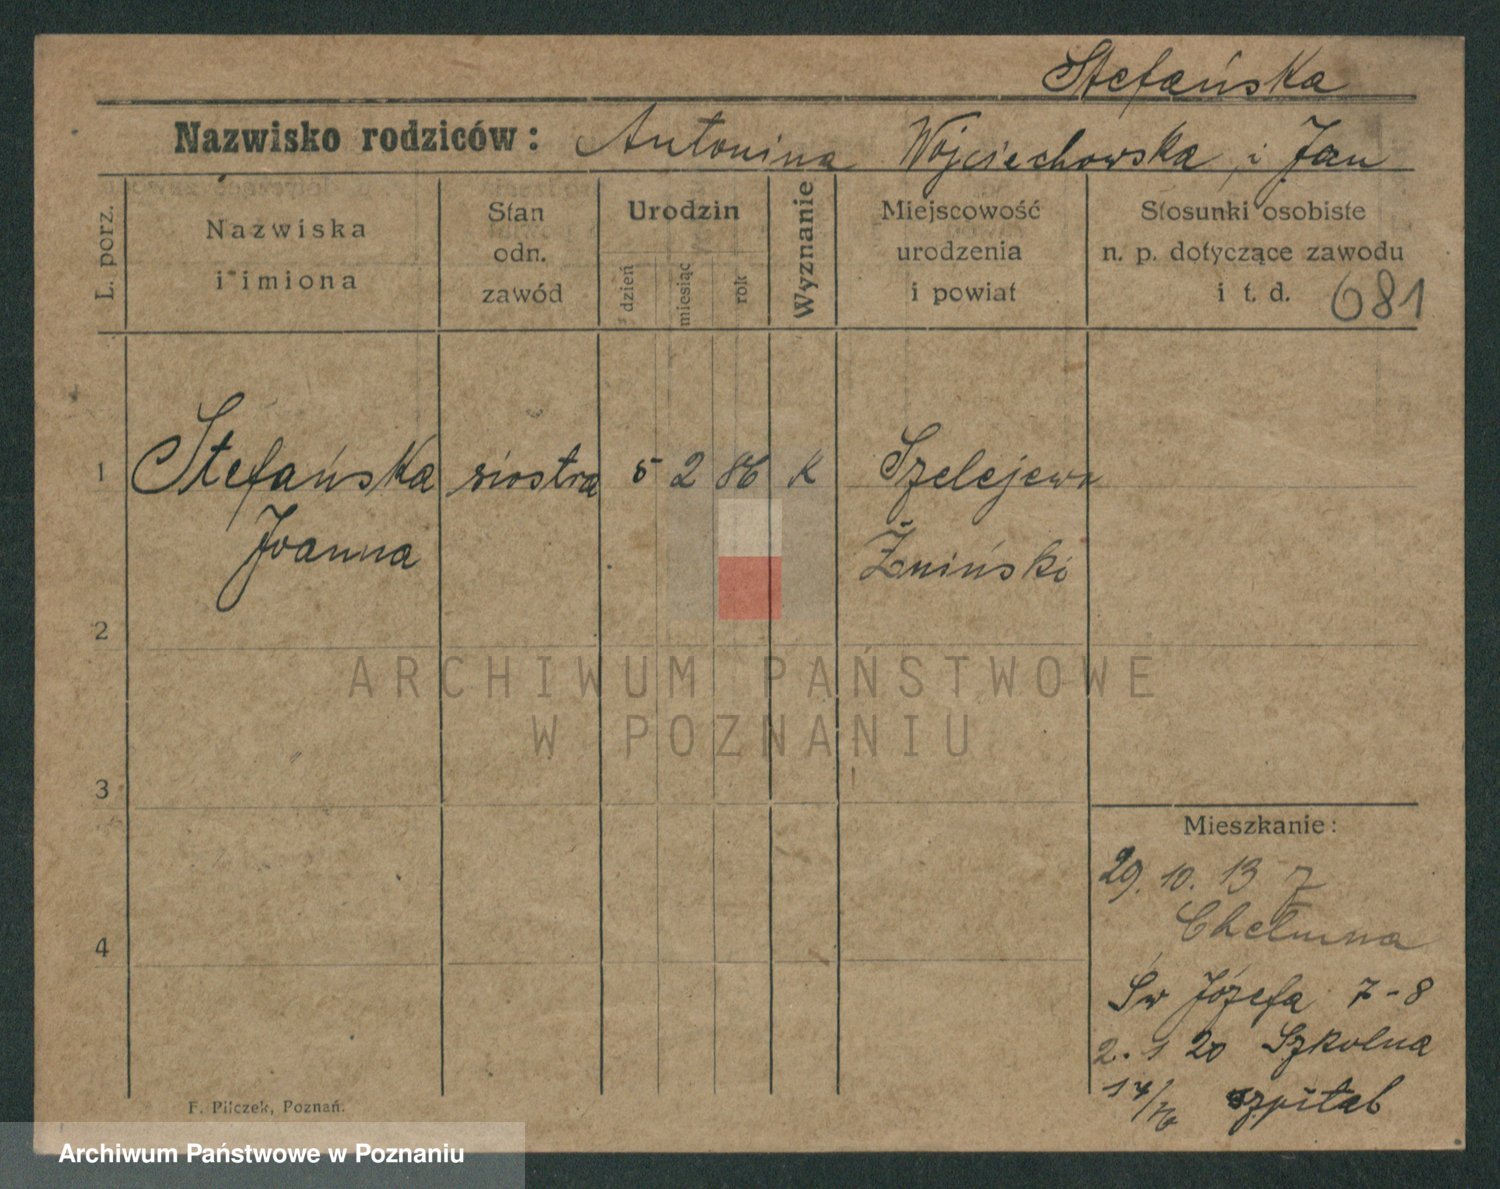 Stefańska
Nazwisko rodziców: Antonina Wojciechowska i Jan
L. porz.
Nazwiska
i imiona
Stan
odn.
zawód
Urodzin
dzień
miesiąc
rok
Wyznanie
Miejscowość
urodzenia
i powiat
Stosunki osobiste
n. p. dotyczące zawodu
i t. d.
681
1 Stefańska siostra 5 2 86 K Szelejewo
Joanna Żniński
2
ARCHIWUM PAŃSTWOWE
W POZNANIU
3
Mieszkanie:
29. 10. 13 z
Chełmna
4
Św Józefa 7-8
2. 1 20 Szkolna
szpital
F. Pilczek, Poznań.
Archiwum Państwowe w Poznaniu